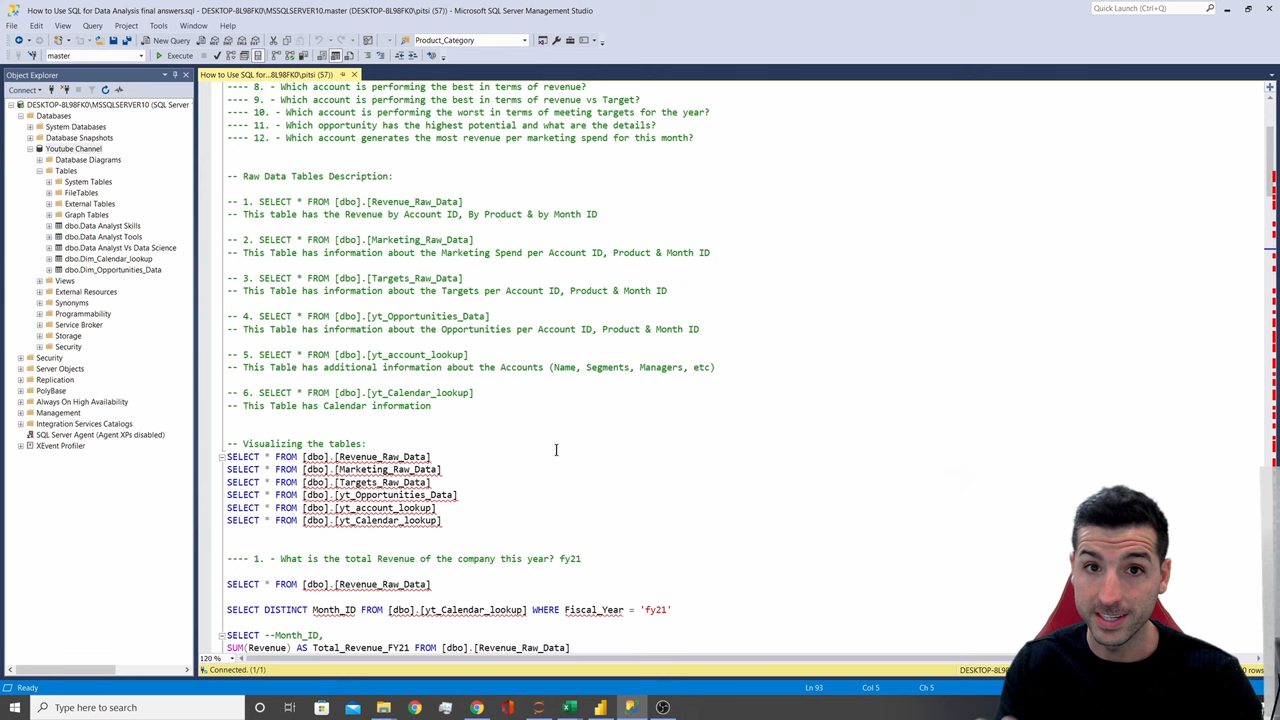 How to Use SQL for Data Analysis final answers.sql - DESKTOP-8L98FK0\MSSQLSERVER10.master (DESKTOP-8L98FK0\pitsi (57)) - Microsoft SQL Server Management Studio
Quick Launch (Ctrl+Q)
File Edit View Query Project Tools Window Help
New Query
Product_Category
master
Execute
Object Explorer
How to Use SQL for...8L98FK0\pitsi (57))
Connect
DESKTOP-8L98FK0\MSSQLSERVER10 (SQL Server
Databases
System Databases
Database Snapshots
Youtube Channel
Database Diagrams
Tables
System Tables
FileTables
External Tables
Graph Tables
dbo.Data Analyst Skills
dbo.Data Analyst Tools
dbo.Data Analyst Vs Data Science
dbo.Dim_Calendar_lookup
dbo.Dim_Opportunities_Data
Views
External Resources
Synonyms
Programmability
Service Broker
Storage
Security
Security
Server Objects
Replication
PolyBase
Always On High Availability
Management
Integration Services Catalogs
SQL Server Agent (Agent XPs disabled)
XEvent Profiler
---- 8. - Which account is performing the best in terms of revenue?
---- 9. - Which account is performing the best in terms of revenue vs Target?
---- 10. - Which account is performing the worst in terms of meeting targets for the year?
---- 11. - Which opportunity has the highest potential and what are the details?
---- 12. - Which account generates the most revenue per marketing spend for this month?
-- Raw Data Tables Description:
-- 1. SELECT * FROM [dbo].[Revenue_Raw_Data]
-- This table has the Revenue by Account ID, By Product & by Month ID
-- 2. SELECT * FROM [dbo].[Marketing_Raw_Data]
-- This Table has information about the Marketing Spend per Account ID, Product & Month ID
-- 3. SELECT * FROM [dbo].[Targets_Raw_Data]
-- This Table has information about the Targets per Account ID, Product & Month ID
-- 4. SELECT * FROM [dbo].[yt_Opportunities_Data]
-- This Table has information about the Opportunities per Account ID, Product & Month ID
-- 5. SELECT * FROM [dbo].[yt_account_lookup]
-- This Table has additional information about the Accounts (Name, Segments, Managers, etc)
-- 6. SELECT * FROM [dbo].[yt_Calendar_lookup]
-- This Table has Calendar information
-- Visualizing the tables:
SELECT * FROM [dbo].[Revenue_Raw_Data]
SELECT * FROM [dbo].[Marketing_Raw_Data]
SELECT * FROM [dbo].[Targets_Raw_Data]
SELECT * FROM [dbo].[yt_Opportunities_Data]
SELECT * FROM [dbo].[yt_account_lookup]
SELECT * FROM [dbo].[yt_Calendar_lookup]
---- 1. - What is the total Revenue of the company this year? fy21
SELECT * FROM [dbo].[Revenue_Raw_Data]
SELECT DISTINCT Month_ID FROM [dbo].[yt_Calendar_lookup] WHERE Fiscal_Year = 'fy21'
SELECT --Month_ID,
SUM(Revenue) AS Total_Revenue_FY21 FROM [dbo].[Revenue_Raw_Data]
120 %
Connected. (1/1)
DESKTOP-8L98FK0\MSSQLSERVER10
rows
Ready
Ln 93 Col 5 Ch 5
Type here to search